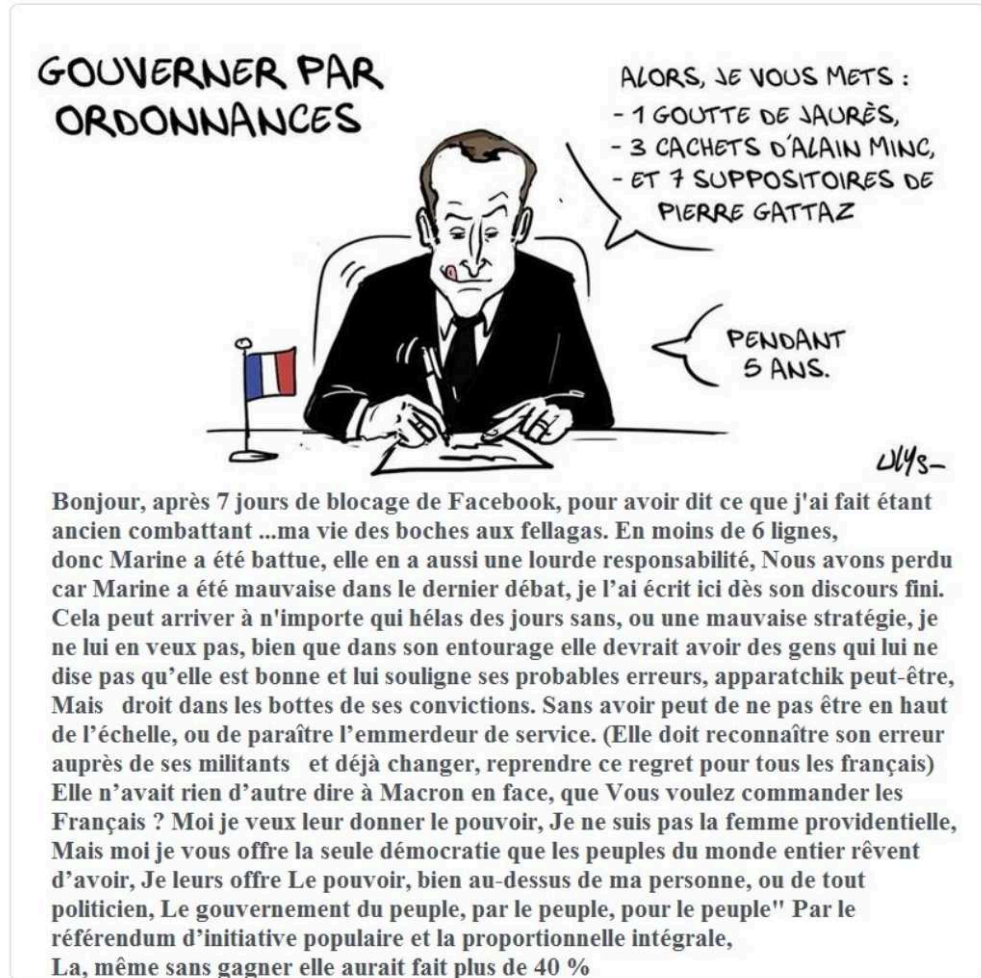 GOUVERNER PAR
ORDONNANCES
ALORS, JE VOUS METS :
- 1 GOUTTE DE JAURÈS,
- 3 CACHETS D'ALAIN MINC,
- ET 7 SUPPOSITOIRES DE
PIERRE GATTAZ
PENDANT
5 ANS.
ULYS-
Bonjour, après 7 jours de blocage de Facebook, pour avoir dit ce que j'ai fait étant
ancien combattant ...ma vie des boches aux fellagas. En moins de 6 lignes,
donc Marine a été battue, elle en a aussi une lourde responsabilité, Nous avons perdu
car Marine a été mauvaise dans le dernier débat, je l’ai écrit ici dès son discours fini.
Cela peut arriver à n'importe qui hélas des jours sans, ou une mauvaise stratégie, je
ne lui en veux pas, bien que dans son entourage elle devrait avoir des gens qui lui ne
dise pas qu’elle est bonne et lui souligne ses probables erreurs, apparatchik peut-être,
Mais droit dans les bottes de ses convictions. Sans avoir peut de ne pas être en haut
de l’échelle, ou de paraître l’emmerdeur de service. (Elle doit reconnaître son erreur
auprès de ses militants et déjà changer, reprendre ce regret pour tous les français)
Elle n’avait rien d’autre dire à Macron en face, que Vous voulez commander les
Français ? Moi je veux leur donner le pouvoir, Je ne suis pas la femme providentielle,
Mais moi je vous offre la seule démocratie que les peuples du monde entier rêvent
d’avoir, Je leurs offre Le pouvoir, bien au-dessus de ma personne, ou de tout
politicien, Le gouvernement du peuple, par le peuple, pour le peuple" Par le
référendum d’initiative populaire et la proportionnelle intégrale,
La, même sans gagner elle aurait fait plus de 40 %